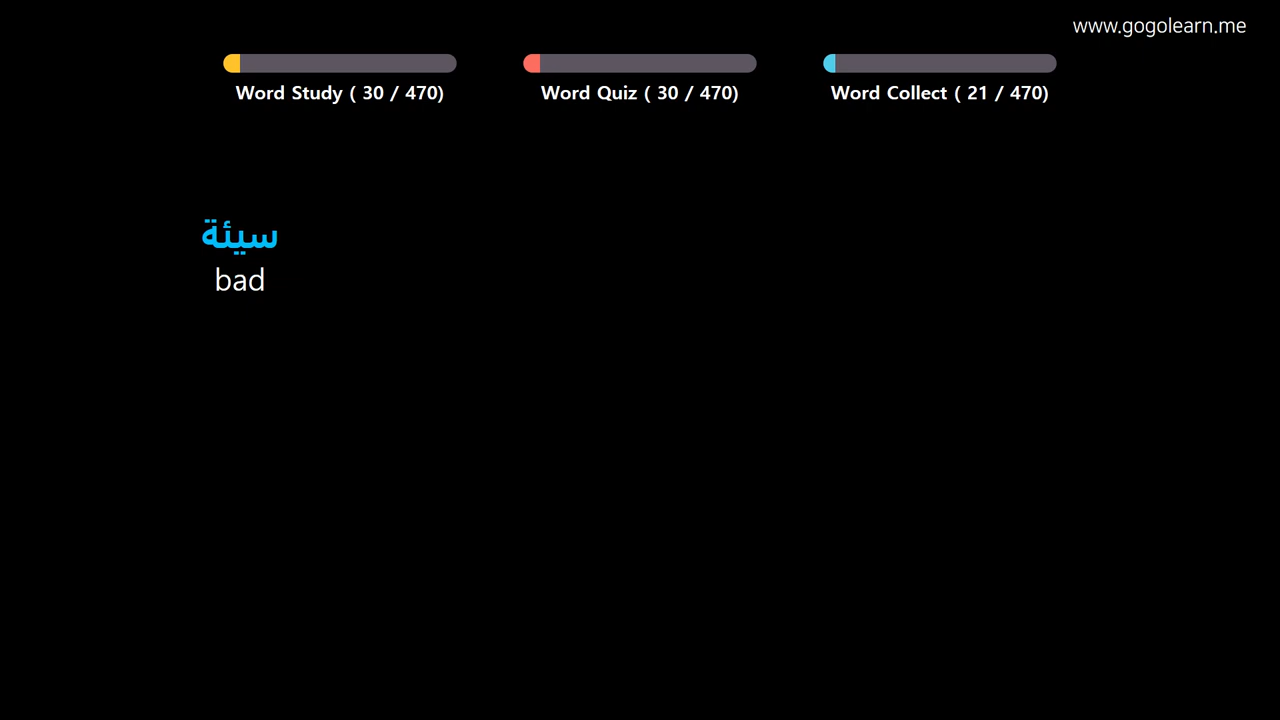 www.gogolearn.me
Word Study ( 30 / 470)
Word Quiz ( 30 / 470)
Word Collect ( 21 / 470)
سيئة
bad